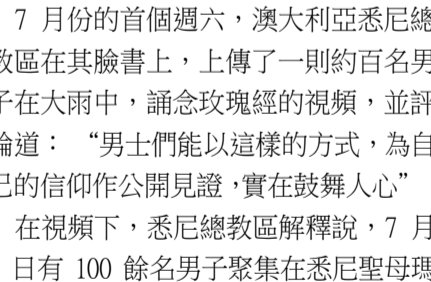 7 月份的首個週六，澳大利亞悉尼總
教區在其臉書上，上傳了一則約百名男
子在大雨中，誦念玫瑰經的視頻，並評
論道：“男士們能以這樣的方式，為自
己的信仰作公開見證，實在鼓舞人心”
在視頻下，悉尼總教區解釋說，7 月
日有 100 餘名男子聚集在悉尼聖母瑪